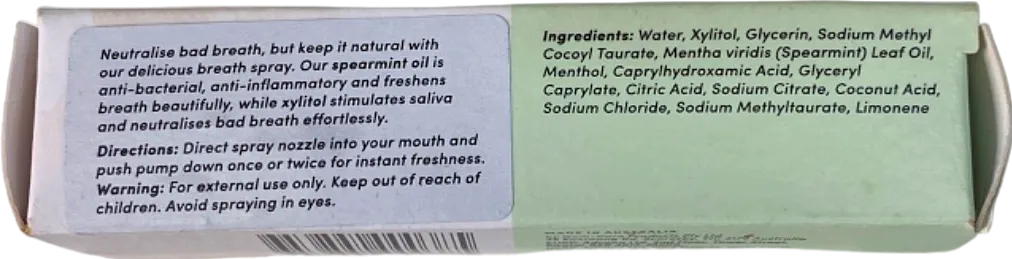 Neutralise bad breath, but keep it natural with
our delicious breath spray. Our spearmint oil is
anti-bacterial, anti-inflammatory and freshens
breath beautifully, while xylitol stimulates saliva
and neutralises bad breath effortlessly.
Directions: Direct spray nozzle into your mouth and
push pump down once or twice for instant freshness.
Warning: For external use only. Keep out of reach of
children. Avoid spraying in eyes.
Ingredients: Water, Xylitol, Glycerin, Sodium Methyl
Cocoyl Taurate, Mentha viridis (Spearmint) Leaf Oil,
Menthol, Caprylhydroxamic Acid, Glyceryl
Caprylate, Citric Acid, Sodium Citrate, Coconut Acid,
Sodium Chloride, Sodium Methyltaurate, Limonene
MADE IN AUSTRALIA
Australia